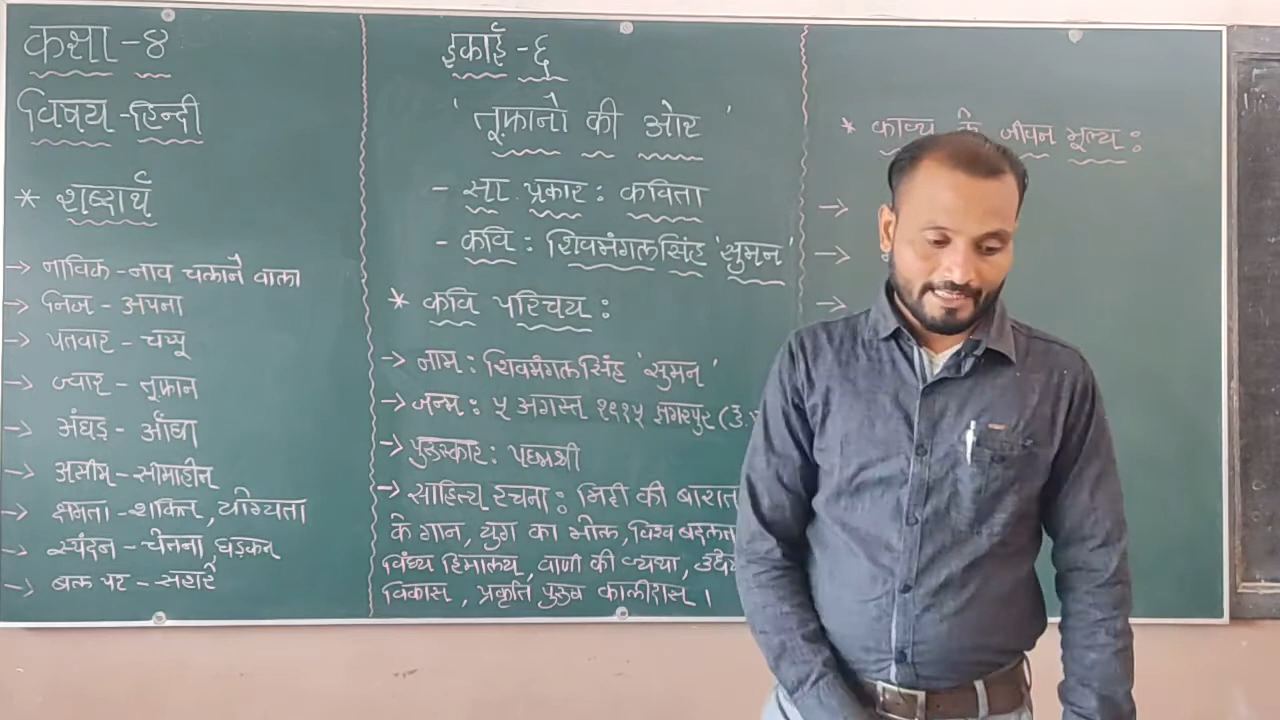 कक्षा - ४
विषय - हिन्दी
* शब्दार्थ
→ नाविक - नाव चलाने वाला
→ निज - अपना
→ पतवार - चप्पू
→ ज्वार - तूफ़ान
→ अंधड़ - आँधी
→ असीम - सीमाहीन
→ क्षमता - शक्ति, योग्यता
→ स्पंदन - चेतना, धड़कन
→ बल पर - सहारे
इकाई - ६
'तूफ़ानों की ओर'
- सा. प्रकार : कविता
- कवि : शिवमंगलसिंह 'सुमन'
* कवि परिचय :
→ नाम : शिवमंगलसिंह 'सुमन'
→ जन्म : ५ अगस्त १९१५ झगरपुर (उ.
→ पुरुस्कार : पद्मश्री
→ साहित्य रचना : मिट्टी की बारात
के गान, युग का मोल, विश्व बदलता
विंध्य हिमालय, वाणी की व्यथा,
विकास, प्रकृति पुरुष कालीदास ।
* काव्य के जीवन मूल्य :
→
→
→